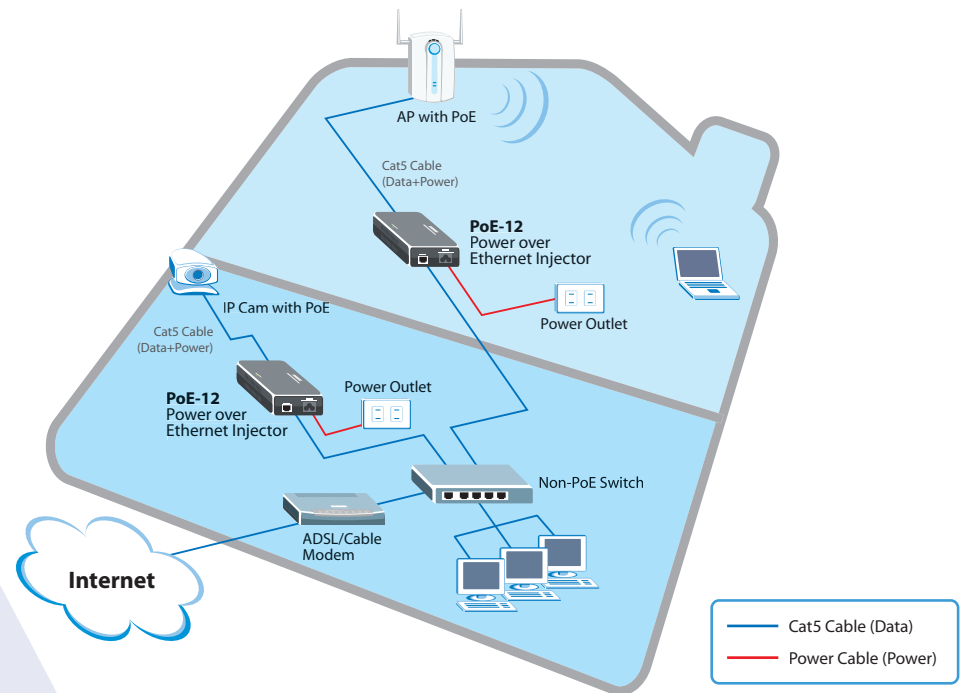 AP with PoE
Cat5 Cable
(Data+Power)
PoE-12
Power over
Ethernet Injector
Power Outlet
IP Cam with PoE
Cat5 Cable
(Data+Power)
PoE-12
Power over
Ethernet Injector
Power Outlet
Non-PoE Switch
ADSL/Cable
Modem
Internet
Cat5 Cable (Data)
Power Cable (Power)